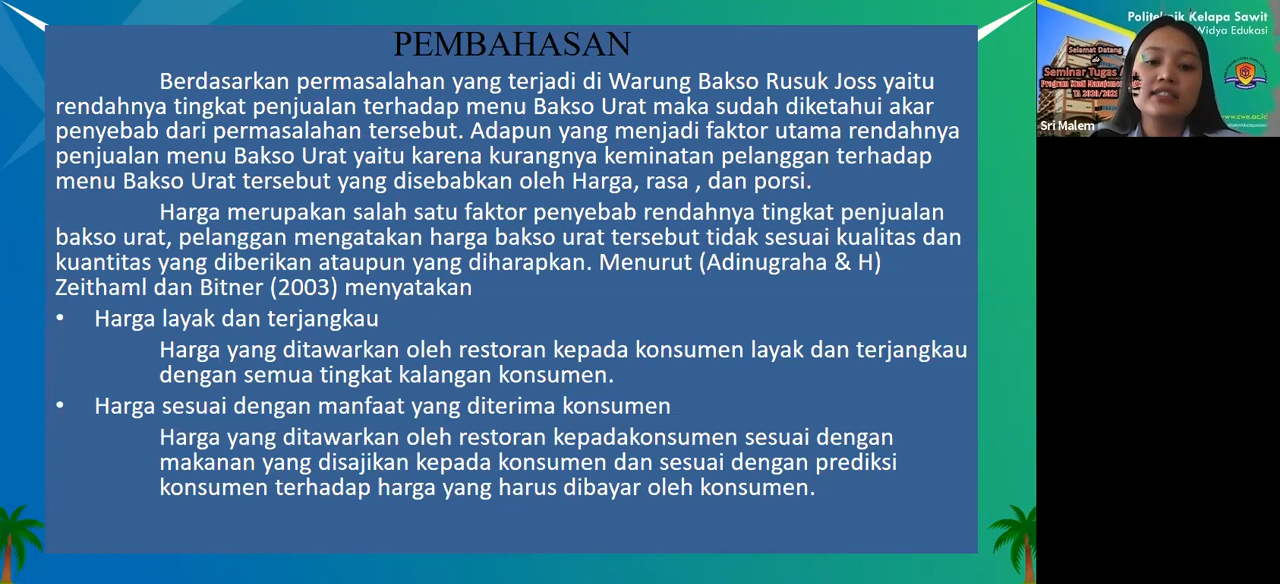 PEMBAHASAN
Berdasarkan permasalahan yang terjadi di Warung Bakso Rusuk Joss yaitu
rendahnya tingkat penjualan terhadap menu Bakso Urat maka sudah diketahui akar
penyebab dari permasalahan tersebut. Adapun yang menjadi faktor utama rendahnya
penjualan menu Bakso Urat yaitu karena kurangnya keminatan pelanggan terhadap
menu Bakso Urat tersebut yang disebabkan oleh Harga, rasa , dan porsi.
Harga merupakan salah satu faktor penyebab rendahnya tingkat penjualan
bakso urat, pelanggan mengatakan harga bakso urat tersebut tidak sesuai kualitas dan
kuantitas yang diberikan ataupun yang diharapkan. Menurut (Adinugraha & H)
Zeithaml dan Bitner (2003) menyatakan
• Harga layak dan terjangkau
Harga yang ditawarkan oleh restoran kepada konsumen layak dan terjangkau
dengan semua tingkat kalangan konsumen.
• Harga sesuai dengan manfaat yang diterima konsumen
Harga yang ditawarkan oleh restoran kepadakonsumen sesuai dengan
makanan yang disajikan kepada konsumen dan sesuai dengan prediksi
konsumen terhadap harga yang harus dibayar oleh konsumen.
Politeknik Kelapa Sawit
Widya Edukasi
Selamat Datang
di
Seminar Tugas
Program Studi
TA 2021/2021
www.cwe.ac.id
Sri Malem